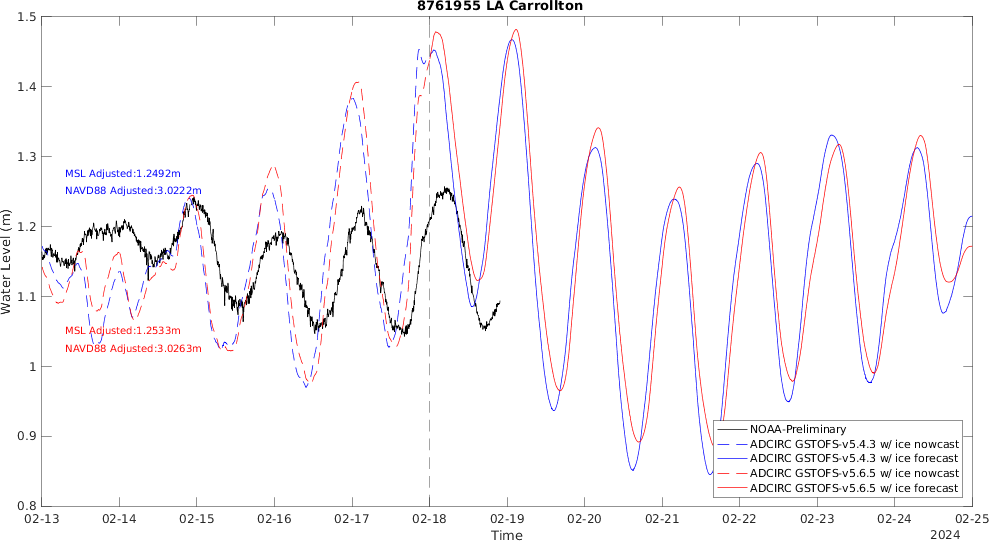 8761955 LA Carrollton
Water Level (m)
1.5
1.4
1.3
1.2
1.1
1
0.9
0.8
MSL Adjusted:1.2492m
NAVD88 Adjusted:3.0222m
MSL Adjusted:1.2533m
NAVD88 Adjusted:3.0263m
NOAA-Preliminary
ADCIRC GSTOFS-v5.4.3 w/ ice nowcast
ADCIRC GSTOFS-v5.4.3 w/ ice forecast
ADCIRC GSTOFS-v5.6.5 w/ ice nowcast
ADCIRC GSTOFS-v5.6.5 w/ ice forecast
02-13 02-14 02-15 02-16 02-17 02-18 02-19 02-20 02-21 02-22 02-23 02-24 02-25
Time
2024